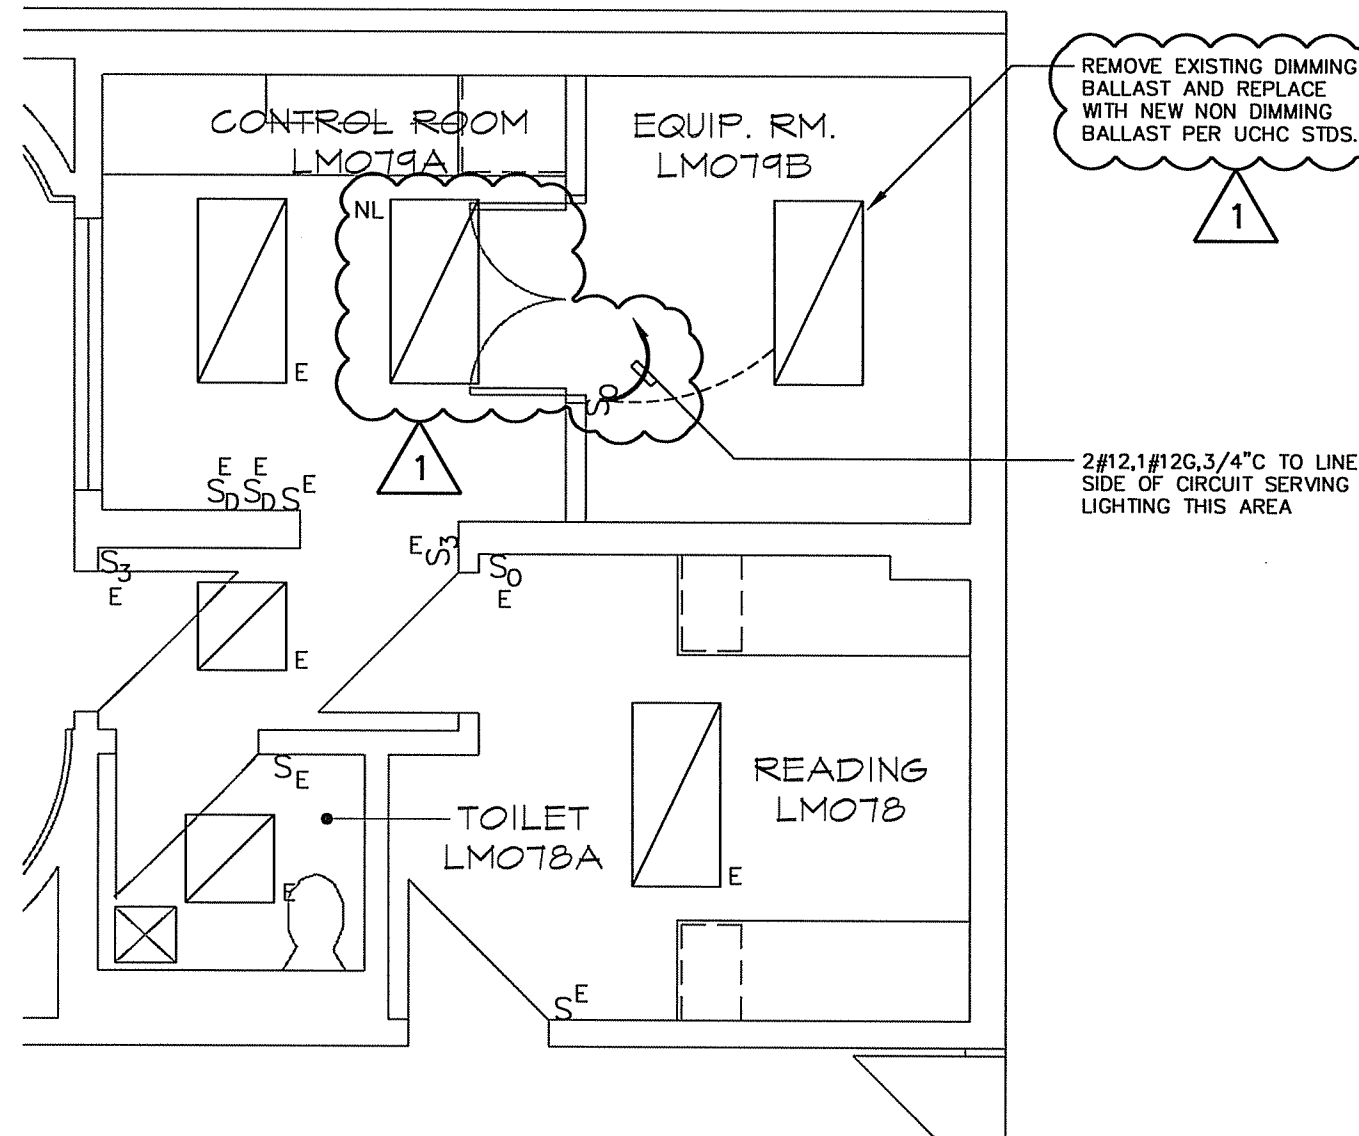 REMOVE EXISTING DIMMING
BALLAST AND REPLACE
WITH NEW NON DIMMING
BALLAST PER UCHC STDS.
1
CONTROL ROOM
LM079A
EQUIP. RM.
LM079B
NL
E
SO
1
2#12,1#12G,3/4"C TO LINE
SIDE OF CIRCUIT SERVING
LIGHTING THIS AREA
E E E
SD SD S
S3
E
E S3
SO
E
E
SE
TOILET
LM078A
E
READING
LM078
E
S E